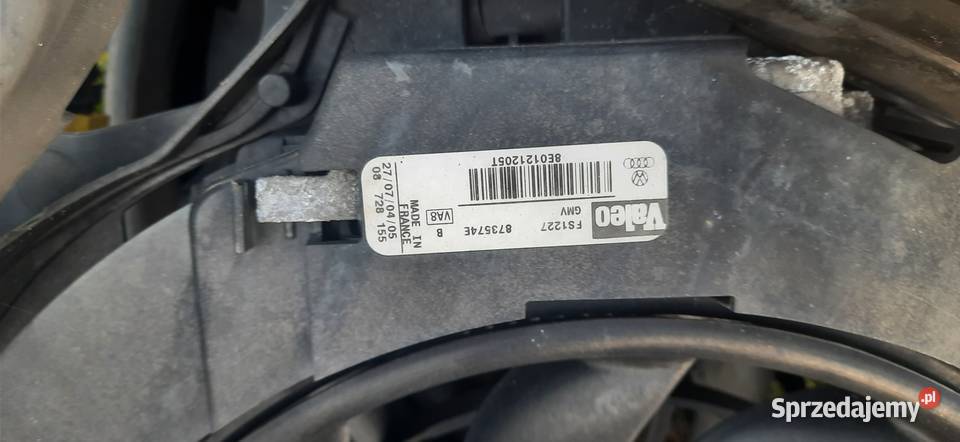 Valeo
FS1227
GMV
873574E
B
VA8
MADE IN
FRANCE
8E0121205T
27/07/04/05
08 728 155
Sprzedajemy.pl